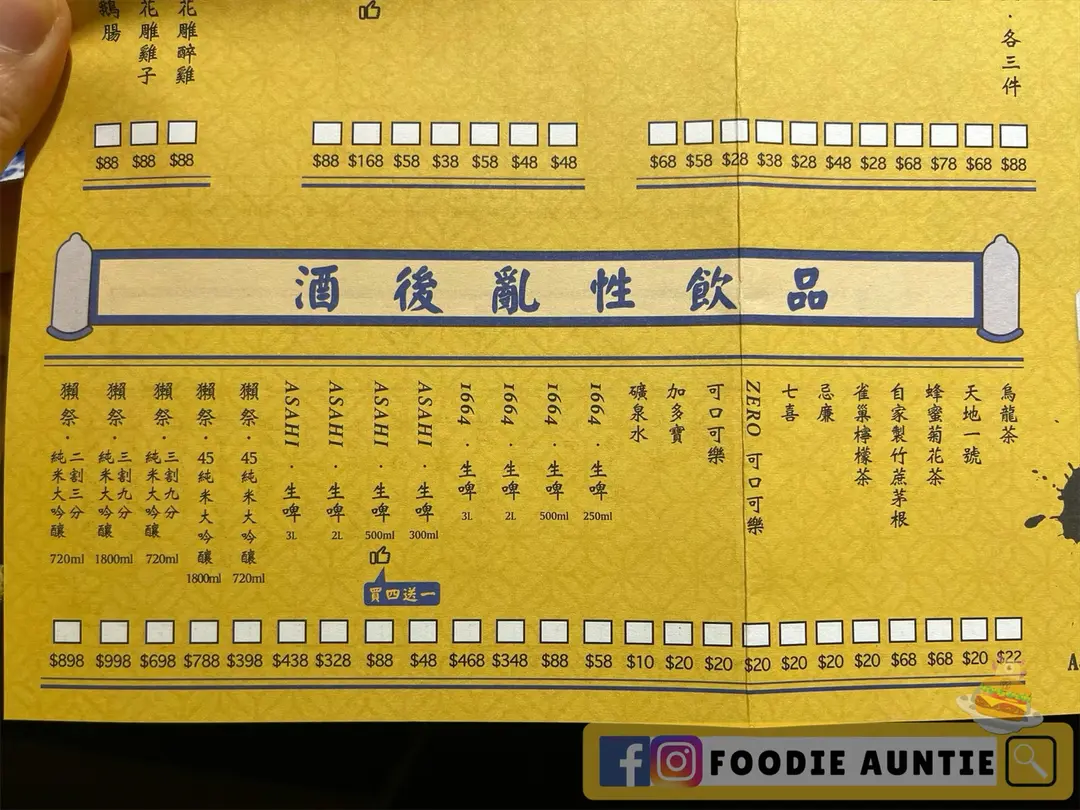 · 各三件
花雕醉雞
花雕雞子
鵝腸
$88 $88 $88
$88 $168 $58 $38 $58 $48 $48
$68 $58 $28 $38 $28 $48 $28 $68 $78 $68 $88
酒後亂性飲品
烏龍茶
天地一號
蜂蜜菊花茶
自家製竹蔗茅根
雀巢檸檬茶
忌廉
七喜
ZERO 可口可樂
可口可樂
加多寶
礦泉水
1664 · 生啤 250ml
1664 · 生啤 500ml
1664 · 生啤 2L
1664 · 生啤 3L
ASAHI · 生啤 300ml
ASAHI · 生啤 500ml
買四送一
ASAHI · 生啤 2L
ASAHI · 生啤 3L
獺祭 · 45純米大吟釀 720ml
獺祭 · 45純米大吟釀 1800ml
獺祭 · 三割九分 純米大吟釀 720ml
獺祭 · 三割九分 純米大吟釀 1800ml
獺祭 · 二割三分 純米大吟釀 720ml
$898 $998 $698 $788 $398 $438 $328 $88 $48 $468 $348 $88 $58 $10 $20 $20 $20 $20 $20 $20 $68 $68 $20 $22
FOODIE AUNTIE